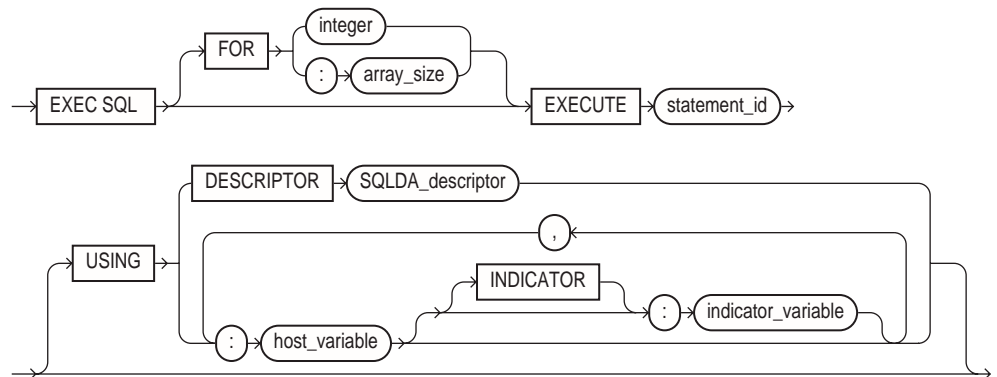 integer
FOR
: array_size
EXEC SQL
EXECUTE statement_id
DESCRIPTOR SQLDA_descriptor
,
USING
INDICATOR
: host_variable
: indicator_variable